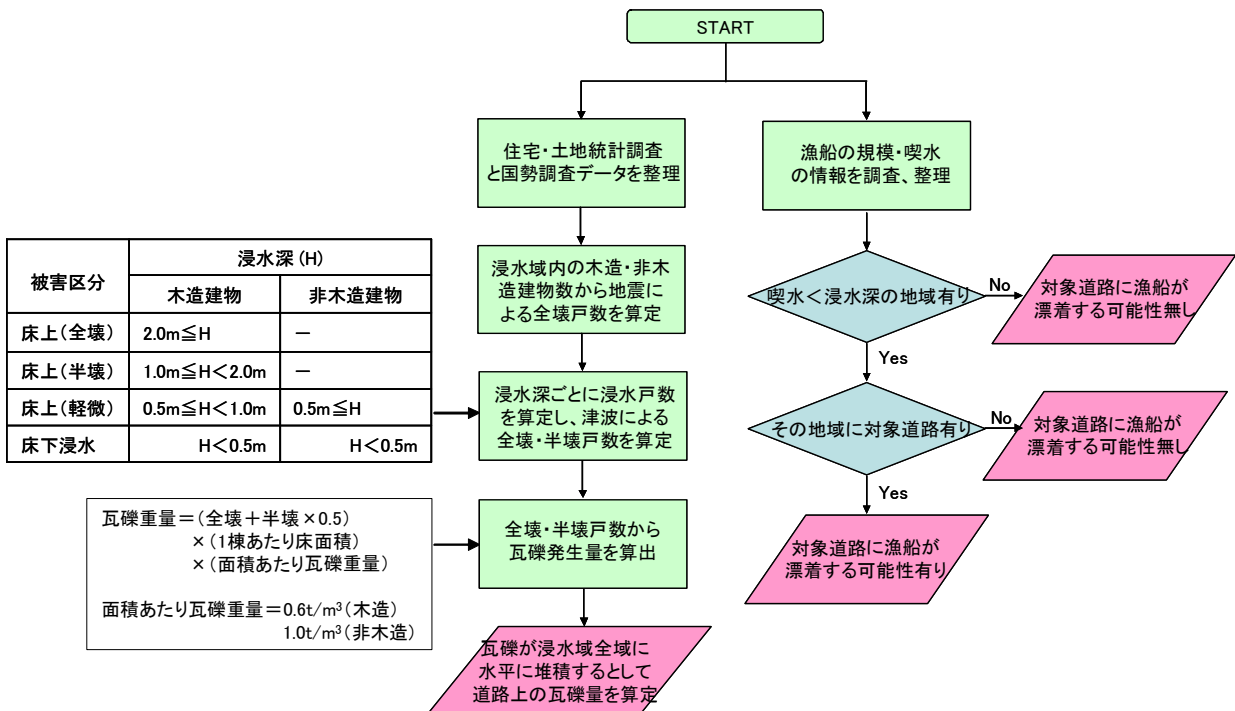 START
住宅・土地統計調査
と国勢調査データを整理
漁船の規模・喫水
の情報を調査、整理
被害区分
浸水深(H)
木造建物
非木造建物
床上(全壊)
2.0m≦H
－
床上(半壊)
1.0m≦H＜2.0m
－
床上(軽微)
0.5m≦H＜1.0m
0.5m≦H
床下浸水
H＜0.5m
H＜0.5m
浸水域内の木造・非木
造建物数から地震に
よる全壊戸数を算定
浸水深ごとに浸水戸数
を算定し、津波による
全壊・半壊戸数を算定
瓦礫重量＝(全壊＋半壊×0.5)
×(1棟あたり床面積)
×(面積あたり瓦礫重量)
面積あたり瓦礫重量＝0.6t/m³(木造)
1.0t/m³(非木造)
全壊・半壊戸数から
瓦礫発生量を算出
瓦礫が浸水域全域に
水平に堆積するとして
道路上の瓦礫量を算定
喫水＜浸水深の地域有り
No
対象道路に漁船が
漂着する可能性無し
Yes
その地域に対象道路有り
No
対象道路に漁船が
漂着する可能性無し
Yes
対象道路に漁船が
漂着する可能性有り